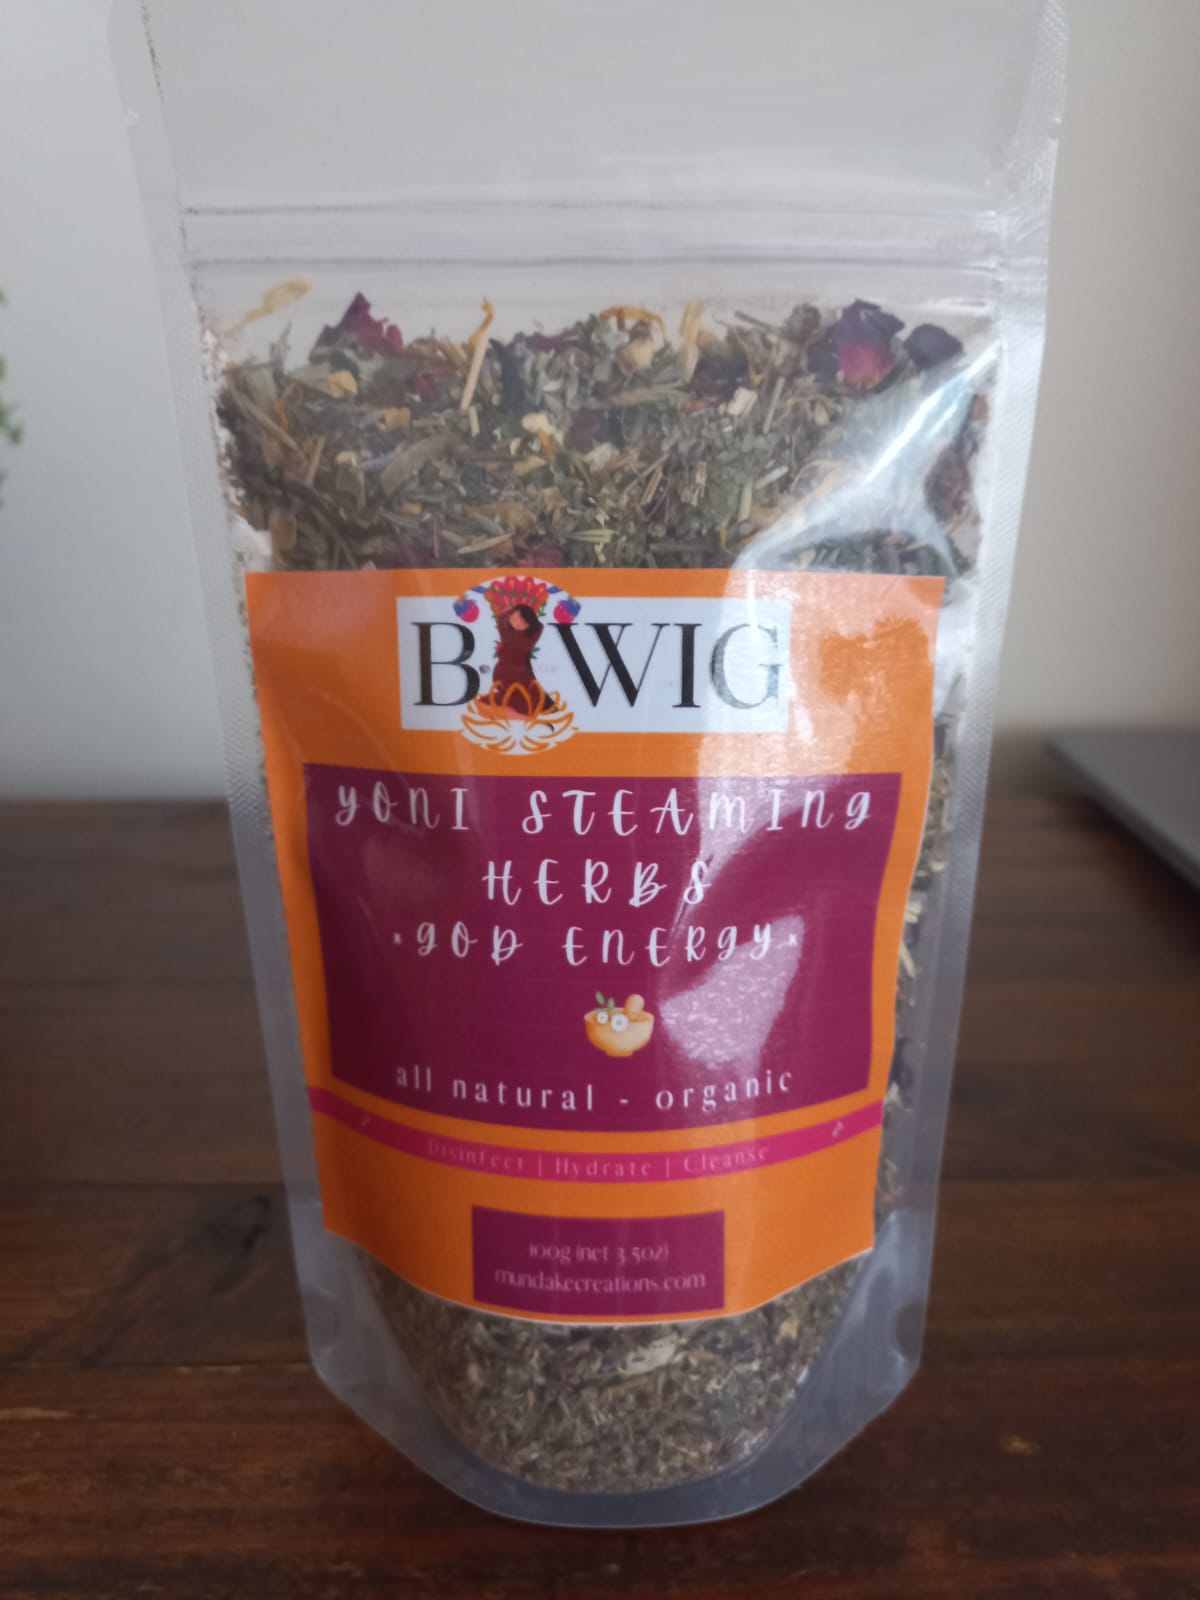 B WIG
yoni STEAMING
HERBS
*GOD ENERGY*
all natural - organic
Disinfect | Hydrate | Cleanse
100g (net 3.5oz)
mundakecreations.com